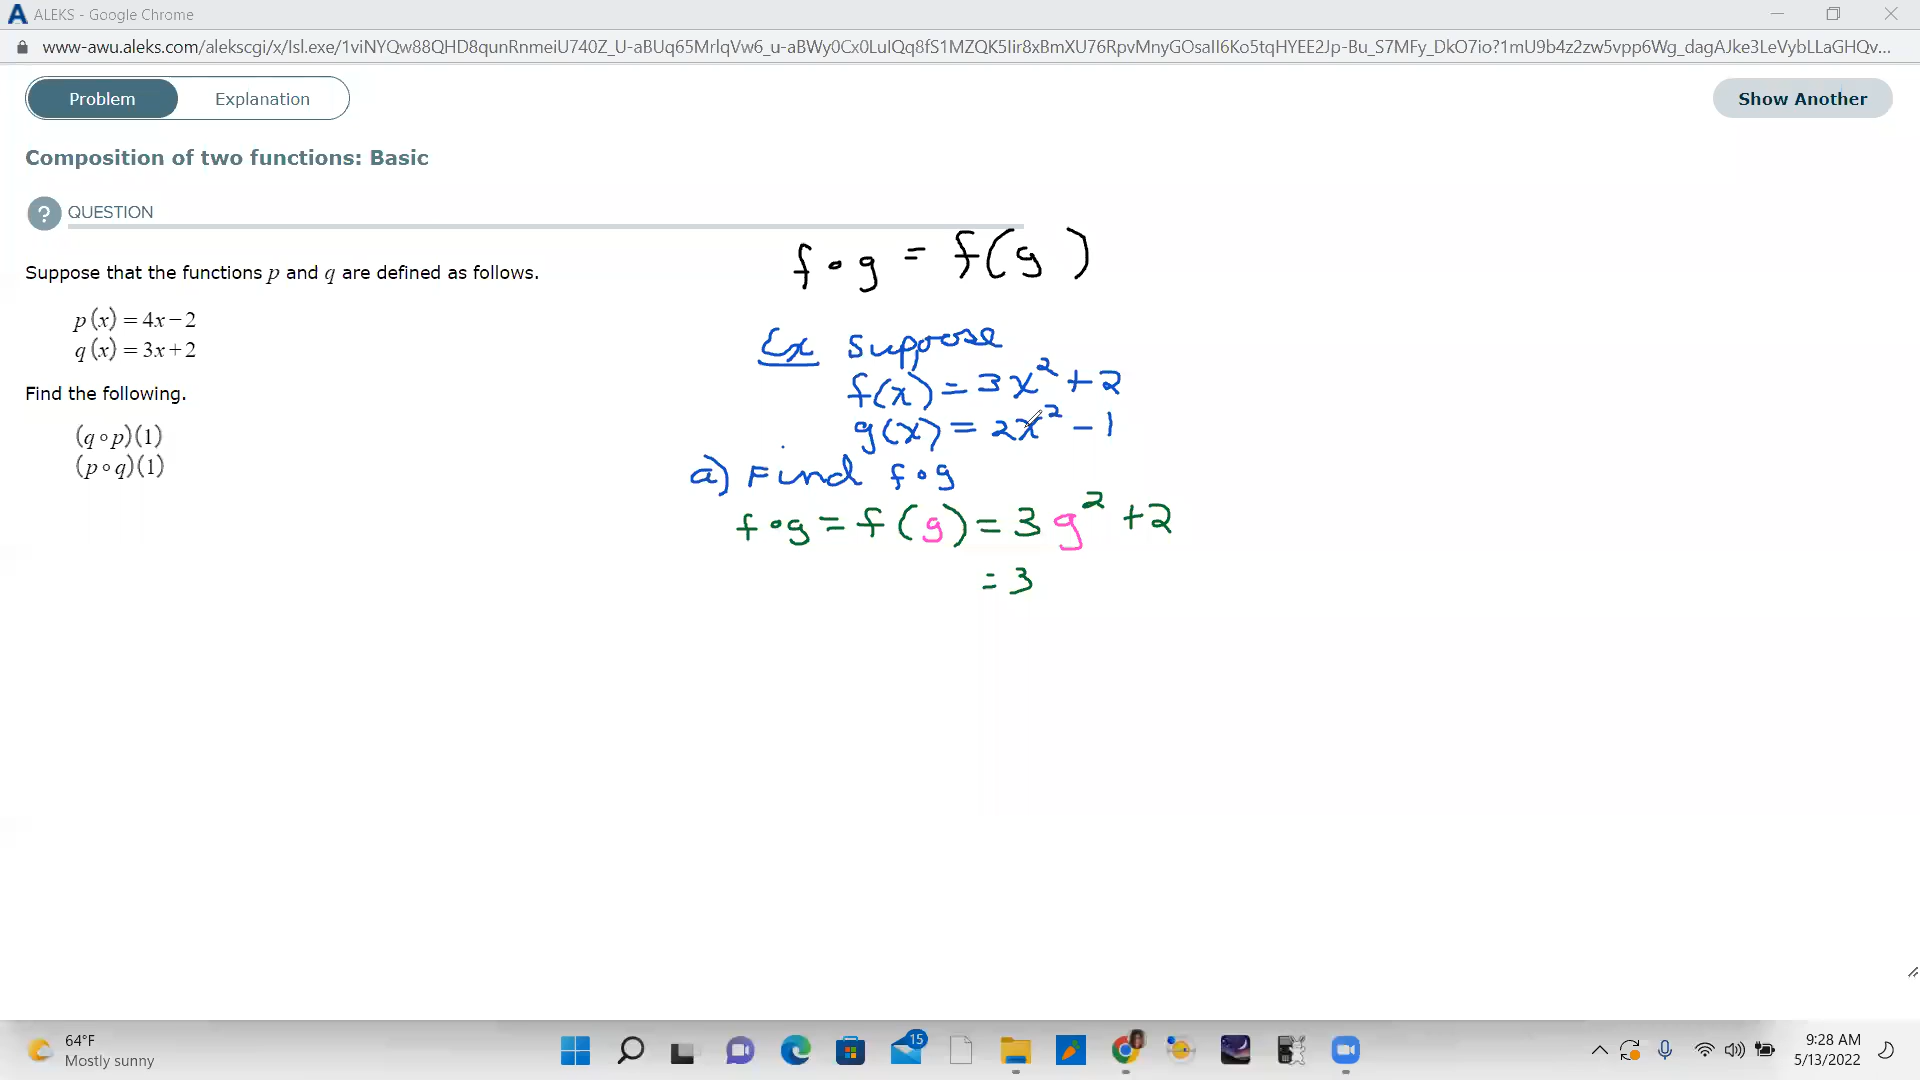 ALEKS - Google Chrome
www-awu.aleks.com/alekscgi/x/Isl.exe/1viNYQw88QHD8qunRnmeiU740Z_U-aBUq65MrlqVw6_u-aBWy0Cx0LuIQq8fS1MZQK5Iir8xBmXU76RpvMnyGOsaII6Ko5tqHYEE2Jp-Bu_S7MFy_DkO7io?1mU9b4z2zw5vpp6Wg_dagAJke3LeVybLLaGHQv...
Problem Explanation Show Another
Composition of two functions: Basic
? QUESTION
Suppose that the functions p and q are defined as follows.
p(x)=4x−2
q(x)=3x+2
Find the following.
(q∘p)(1)
(p∘q)(1)
f∘g = f(g )
Ex Suppose
f(x) = 3x² + 2
g(x) = 2x² - 1
a) Find f∘g
f∘g = f(g) = 3g² + 2
= 3
64°F
Mostly sunny
15
9:28 AM
5/13/2022